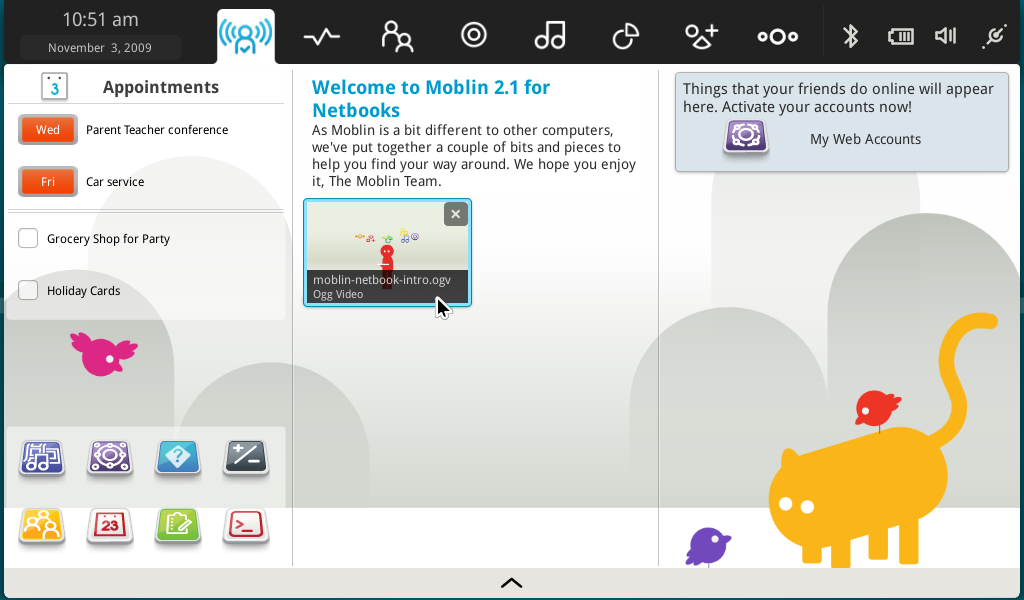 10:51 am
November 3, 2009
3
Appointments
Wed
Parent Teacher conference
Fri
Car service
Grocery Shop for Party
Holiday Cards
23
Welcome to Moblin 2.1 for
Netbooks
As Moblin is a bit different to other computers,
we've put together a couple of bits and pieces to
help you find your way around. We hope you enjoy
it, The Moblin Team.
moblin-netbook-intro.ogv
Ogg Video
Things that your friends do online will appear
here. Activate your accounts now!
My Web Accounts